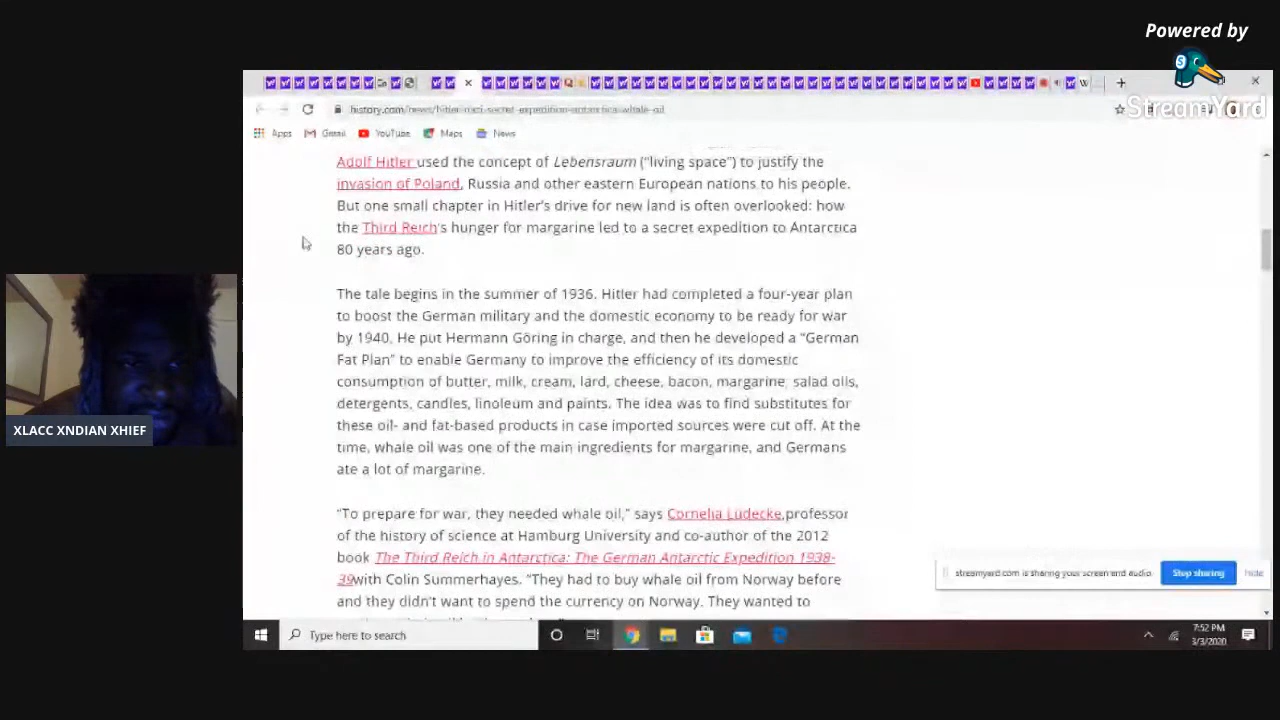 Powered by
StreamYard
history.com/news/hitler-nazi-secret-expedition-antarctica-whale-oil
Apps Gmail YouTube Maps News
Adolf Hitler used the concept of Lebensraum (“living space”) to justify the
invasion of Poland, Russia and other eastern European nations to his people.
But one small chapter in Hitler’s drive for new land is often overlooked: how
the Third Reich’s hunger for margarine led to a secret expedition to Antarctica
80 years ago.
The tale begins in the summer of 1936. Hitler had completed a four-year plan
to boost the German military and the domestic economy to be ready for war
by 1940. He put Hermann Göring in charge, and then he developed a “German
Fat Plan” to enable Germany to improve the efficiency of its domestic
consumption of butter, milk, cream, lard, cheese, bacon, margarine, salad oils,
detergents, candles, linoleum and paints. The idea was to find substitutes for
these oil- and fat-based products in case imported sources were cut off. At the
time, whale oil was one of the main ingredients for margarine, and Germans
ate a lot of margarine.
“To prepare for war, they needed whale oil,” says Cornelia Lüdecke,professor
of the history of science at Hamburg University and co-author of the 2012
book The Third Reich in Antarctica: The German Antarctic Expedition 1938-
39with Colin Summerhayes. “They had to buy whale oil from Norway before
and they didn’t want to spend the currency on Norway. They wanted to
XLACC XNDIAN XHIEF
streamyard.com is sharing your screen and audio.
Stop sharing
Hide
Type here to search
7:52 PM
3/3/2020